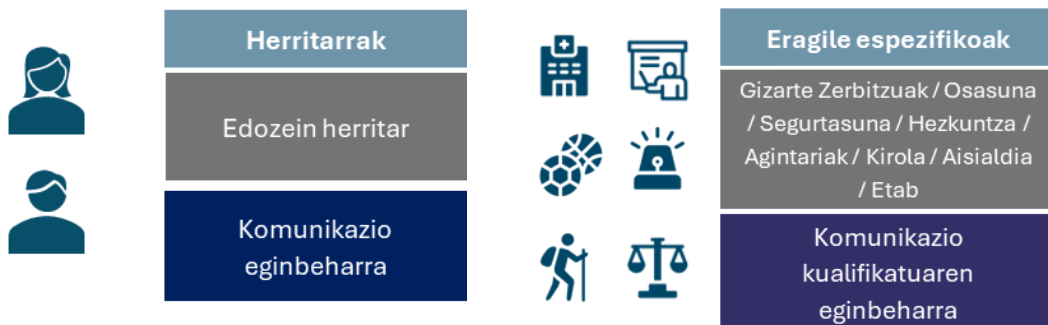 Herritarrak
Edozein herritar
Komunikazio
eginbeharra
Eragile espezifikoak
Gizarte Zerbitzuak / Osasuna
/ Segurtasuna / Hezkuntza /
Agintariak / Kirola / Aisialdia
/ Etab
Komunikazio
kualifikatuaren
eginbeharra